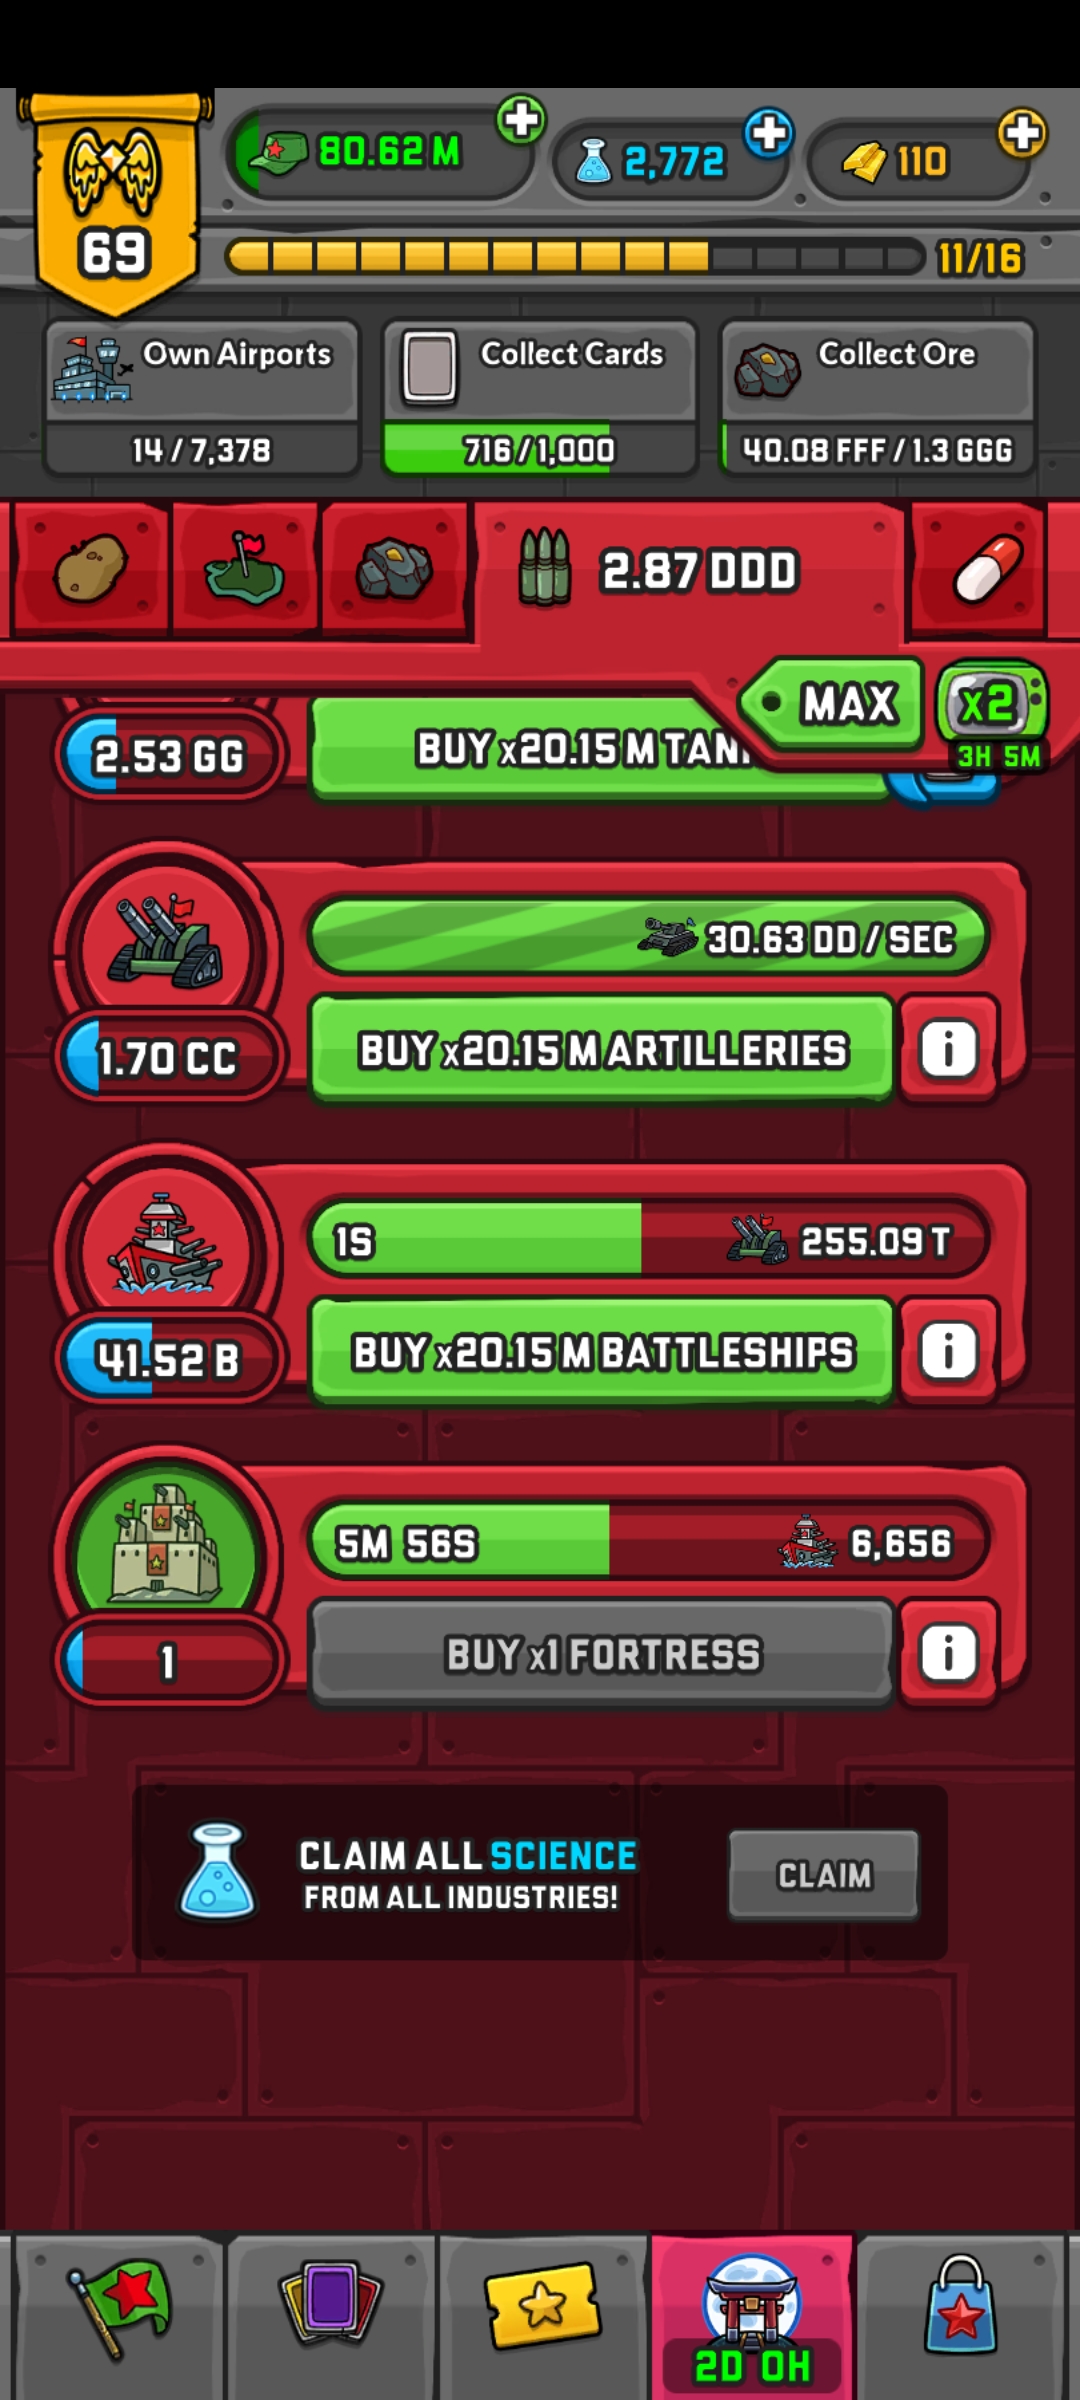 80.62 M
2,772
110
69
11/16
Own Airports
Collect Cards
Collect Ore
14 / 7,378
716 / 1,000
40.08 FFF / 1.3 GGG
2.87 DDD
MAX
x2
3H 5M
2.53 GG
BUY x20.15 M TAN
30.63 DD / SEC
1.70 CC
BUY x20.15 M ARTILLERIES
i
1S
255.09 T
41.52 B
BUY x20.15 M BATTLESHIPS
i
5M 56S
6,656
1
BUY x1 FORTRESS
i
CLAIM ALL SCIENCE
FROM ALL INDUSTRIES!
CLAIM
2D 0H